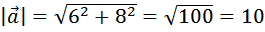 |a⃗| = √(6² + 8²) = √100 = 10